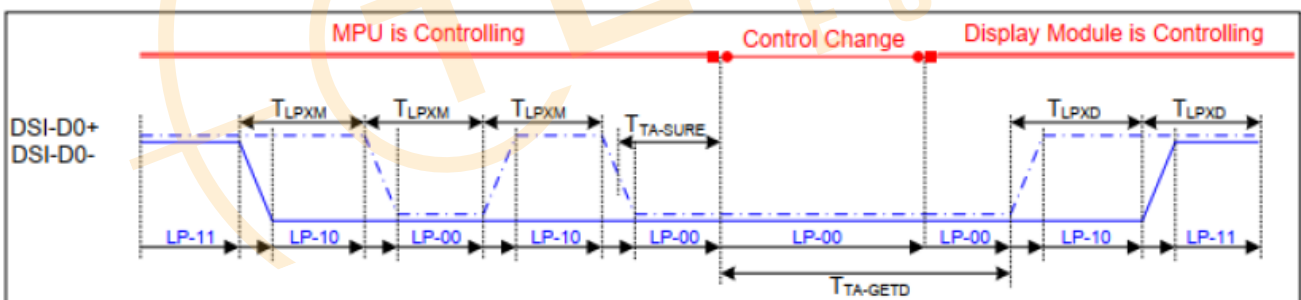 MPU is Controlling Control Change Display Module is Controlling
TLPXM TLPXM TLPXM TLPXD TLPXD
TTA-SURE
DSI-D0+
DSI-D0-
LP-11 LP-10 LP-00 LP-10 LP-00 LP-00 LP-00 LP-10 LP-11
TTA-GETD